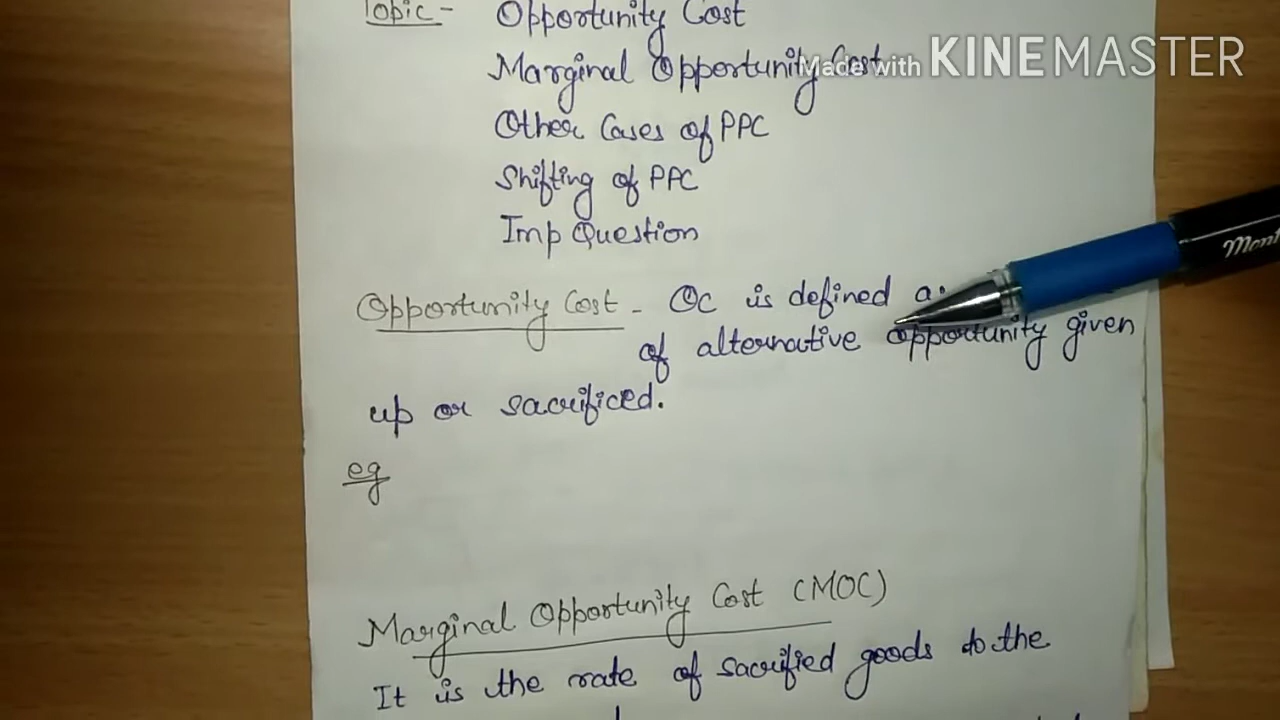 Topic - Opportunity Cost
Marginal Opportunity Cost
Made with KINEMASTER
Other Cases of PPC
Shifting of PPC
Imp Question
Opportunity Cost - OC is defined
of alternative opportunity given
up or sacrificed.
eg
Marginal Opportunity Cost (MOC)
It is the rate of sacrified goods to the
Mont